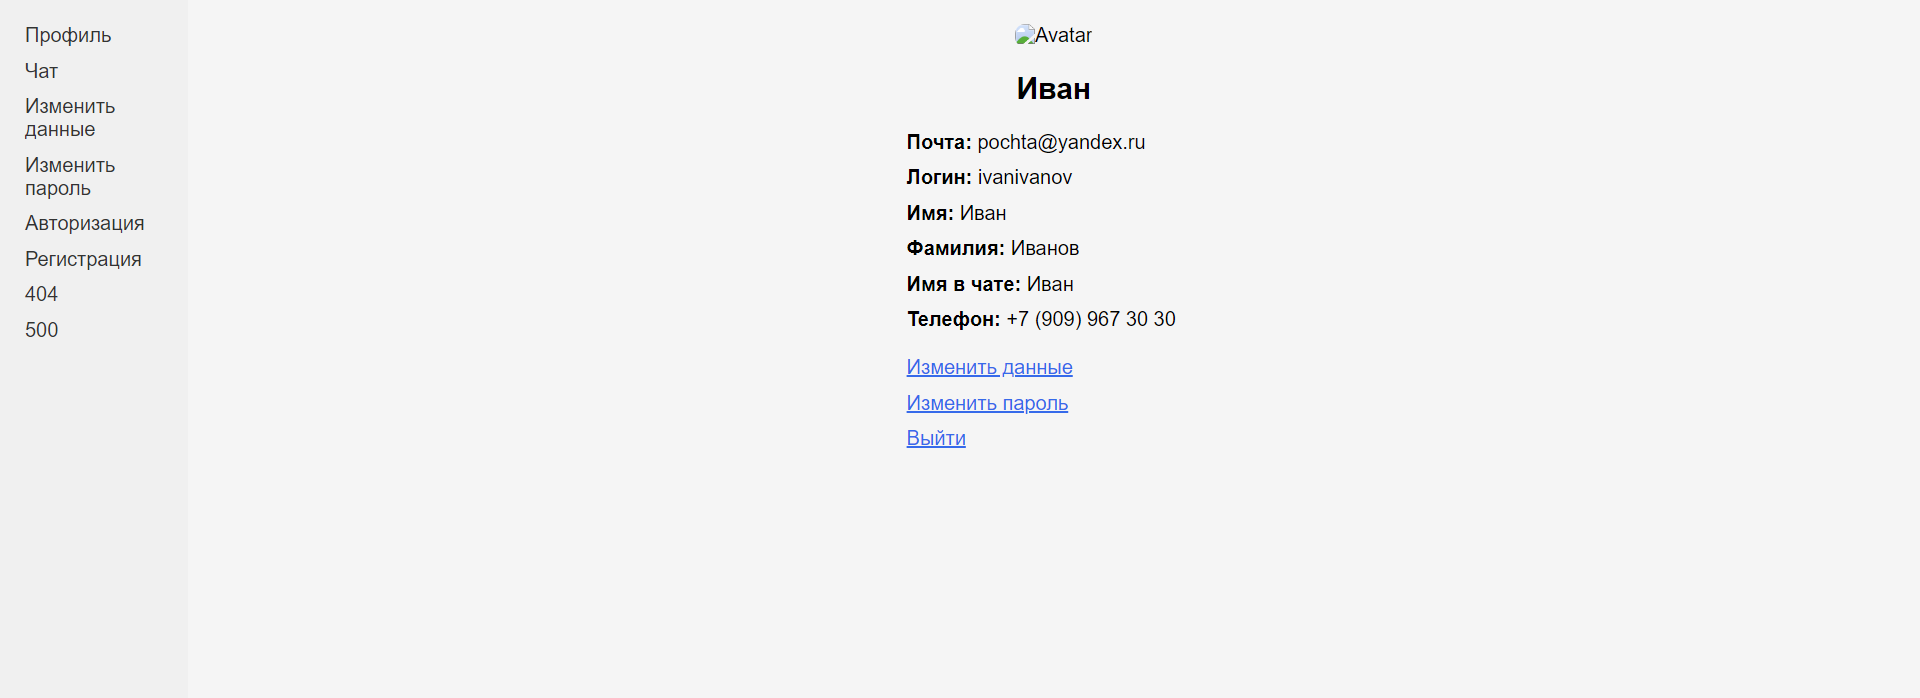 Профиль
Чат
Изменить
данные
Изменить
пароль
Авторизация
Регистрация
404
500
Avatar
Иван
Почта: pochta@yandex.ru
Логин: ivanivanov
Имя: Иван
Фамилия: Иванов
Имя в чате: Иван
Телефон: +7 (909) 967 30 30
Изменить данные
Изменить пароль
Выйти